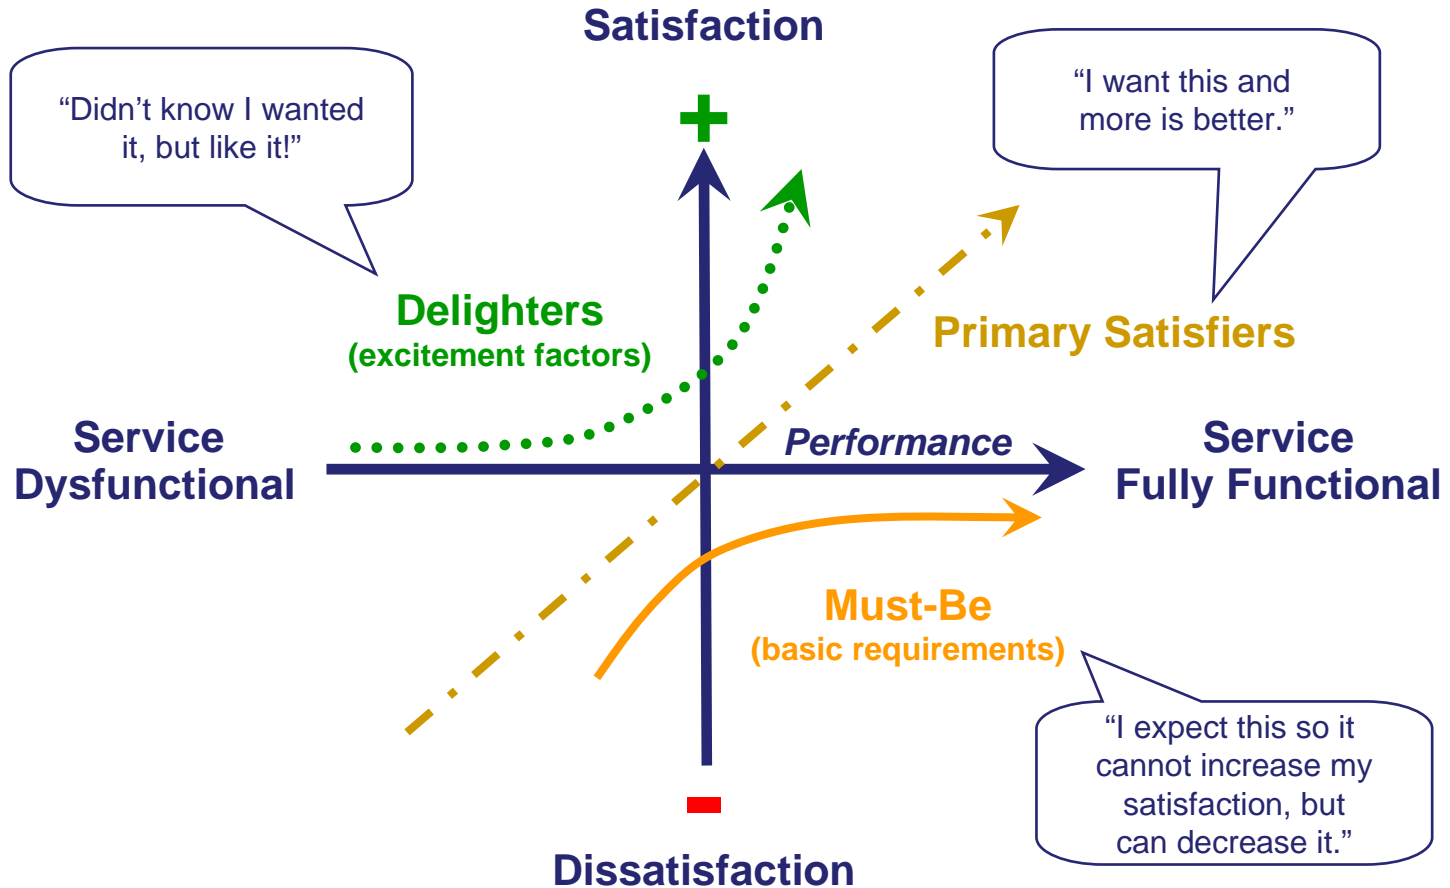 Satisfaction
“Didn’t know I wanted
it, but like it!”
“I want this and
more is better.”
+
Delighters
(excitement factors)
Primary Satisfiers
Service
Dysfunctional
Performance
Service
Fully Functional
Must-Be
(basic requirements)
“I expect this so it
cannot increase my
satisfaction, but
can decrease it.”
-
Dissatisfaction